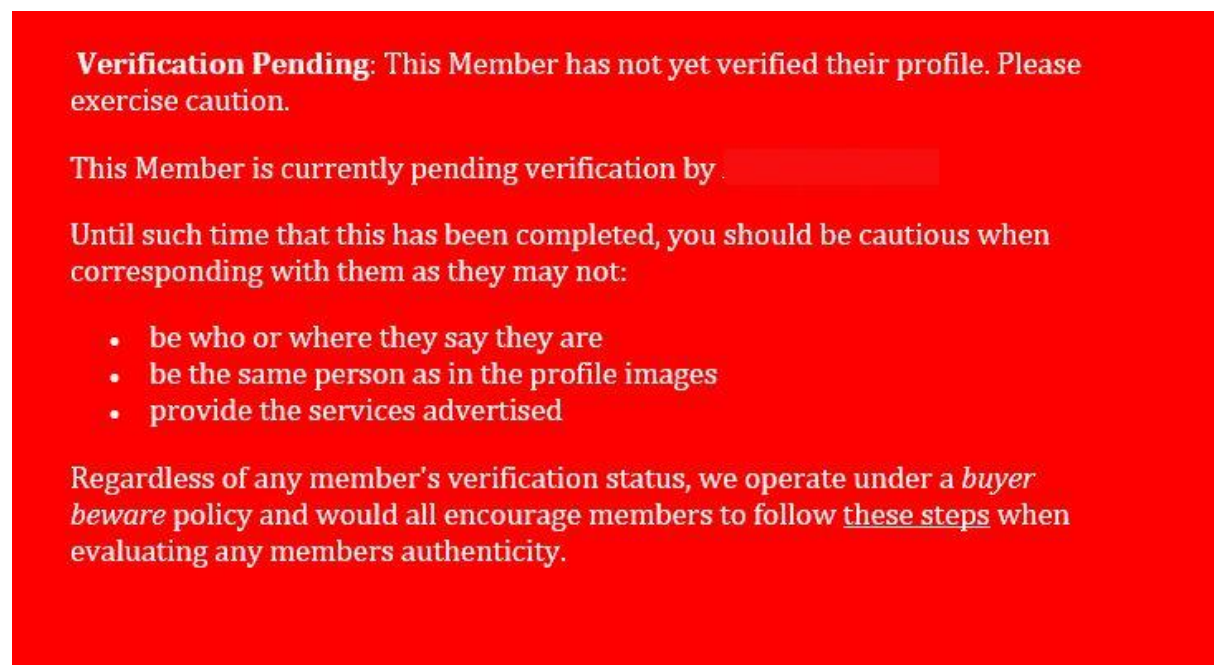 Verification Pending: This Member has not yet verified their profile. Please
exercise caution.
This Member is currently pending verification by
Until such time that this has been completed, you should be cautious when
corresponding with them as they may not:
• be who or where they say they are
• be the same person as in the profile images
• provide the services advertised
Regardless of any member's verification status, we operate under a buyer
beware policy and would all encourage members to follow these steps when
evaluating any members authenticity.